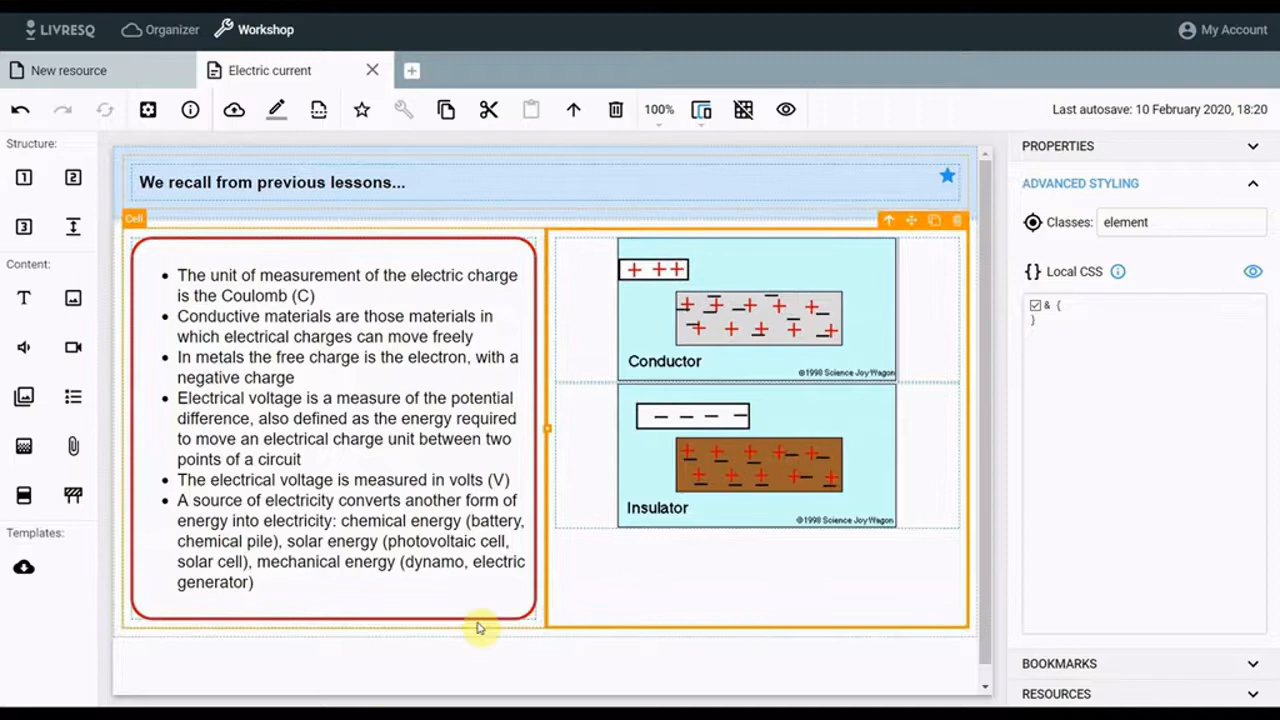 LIVRESQ Organizer Workshop My Account
New resource Electric current
100% Last autosave: 10 February 2020, 18:20
Structure:
1 2
3
Content:
T
Templates:
We recall from previous lessons...
Cell
The unit of measurement of the electric charge
is the Coulomb (C)
Conductive materials are those materials in
which electrical charges can move freely
In metals the free charge is the electron, with a
negative charge
Electrical voltage is a measure of the potential
difference, also defined as the energy required
to move an electrical charge unit between two
points of a circuit
The electrical voltage is measured in volts (V)
A source of electricity converts another form of
energy into electricity: chemical energy (battery,
chemical pile), solar energy (photovoltaic cell,
solar cell), mechanical energy (dynamo, electric
generator)
Conductor
©1998 Science JoyWagon
Insulator
©1998 Science JoyWagon
PROPERTIES
ADVANCED STYLING
Classes: element
{} Local CSS
& {
}
BOOKMARKS
RESOURCES